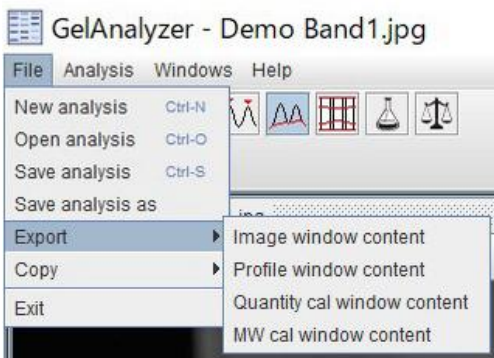 GelAnalyzer - Demo Band1.jpg
File Analysis Windows Help
New analysis Ctrl-N
Open analysis Ctrl-O
Save analysis Ctrl-S
Save analysis as
Export
Image window content
Copy
Profile window content
Exit
Quantity cal window content
MW cal window content